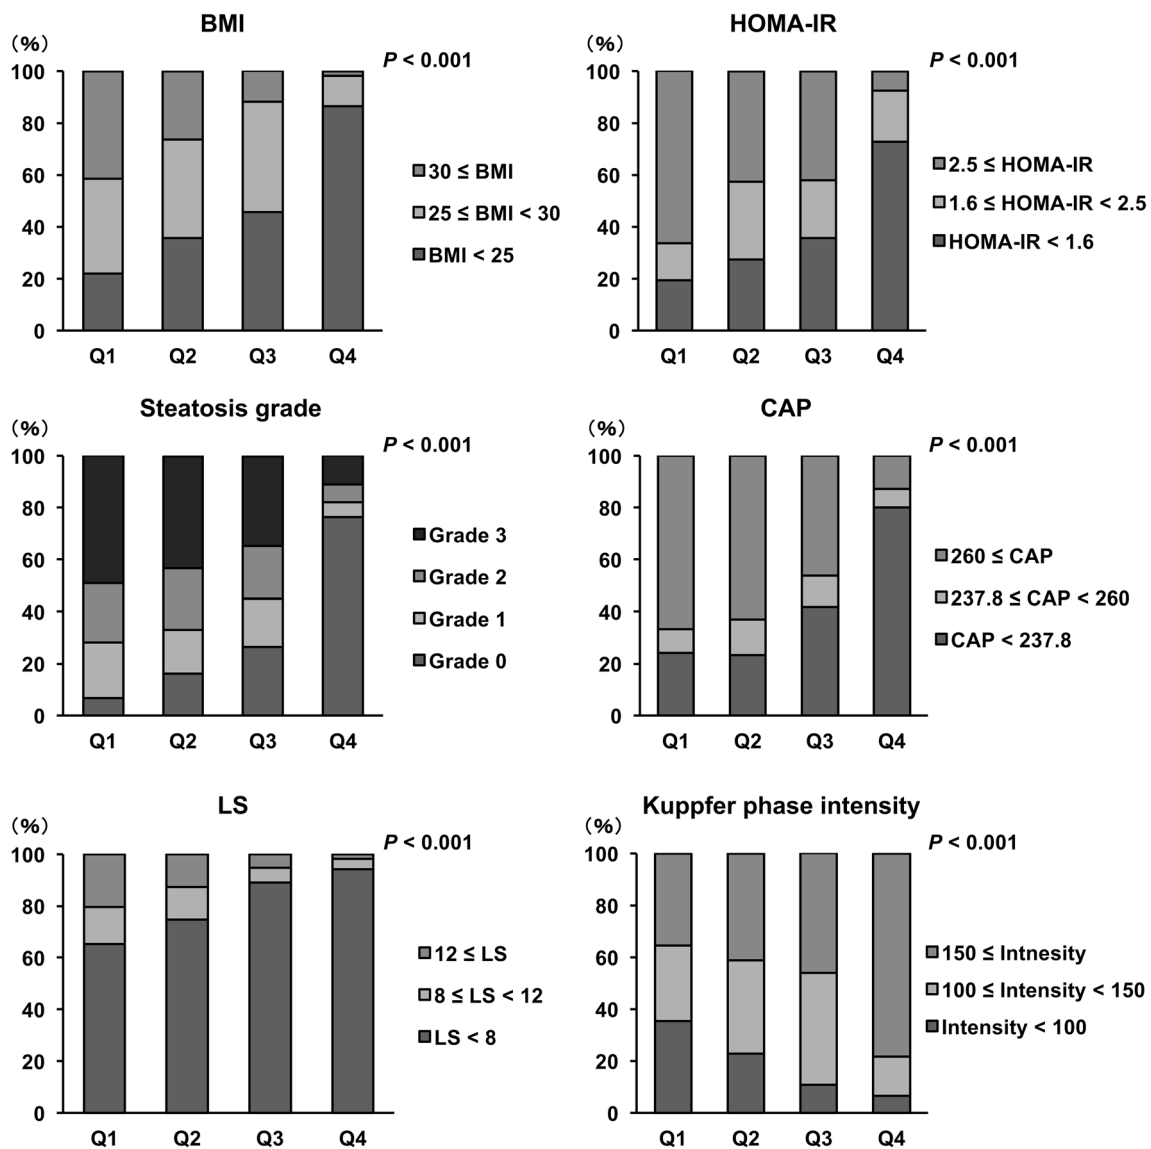 BMI
(%)
P < 0.001
100
80
60
40
20
0
Q1 Q2 Q3 Q4
30 ≤ BMI
25 ≤ BMI < 30
BMI < 25
HOMA-IR
(%)
P < 0.001
100
80
60
40
20
0
Q1 Q2 Q3 Q4
2.5 ≤ HOMA-IR
1.6 ≤ HOMA-IR < 2.5
HOMA-IR < 1.6
Steatosis grade
(%)
P < 0.001
100
80
60
40
20
0
Q1 Q2 Q3 Q4
Grade 3
Grade 2
Grade 1
Grade 0
CAP
(%)
P < 0.001
100
80
60
40
20
0
Q1 Q2 Q3 Q4
260 ≤ CAP
237.8 ≤ CAP < 260
CAP < 237.8
LS
(%)
P < 0.001
100
80
60
40
20
0
Q1 Q2 Q3 Q4
12 ≤ LS
8 ≤ LS < 12
LS < 8
Kuppfer phase intensity
(%)
P < 0.001
100
80
60
40
20
0
Q1 Q2 Q3 Q4
150 ≤ Intnesity
100 ≤ Intensity < 150
Intensity < 100